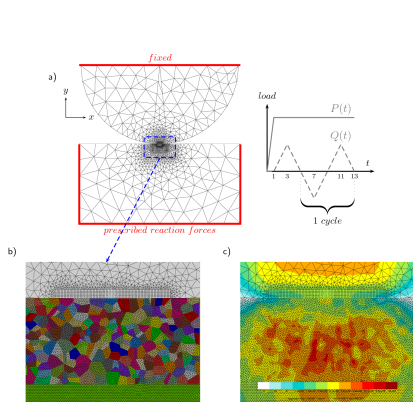 fixed
a)
y
x
load
P(t)
Q(t)
t
1 3 7 11 13
1 cycle
prescribed reaction forces
b)
c)